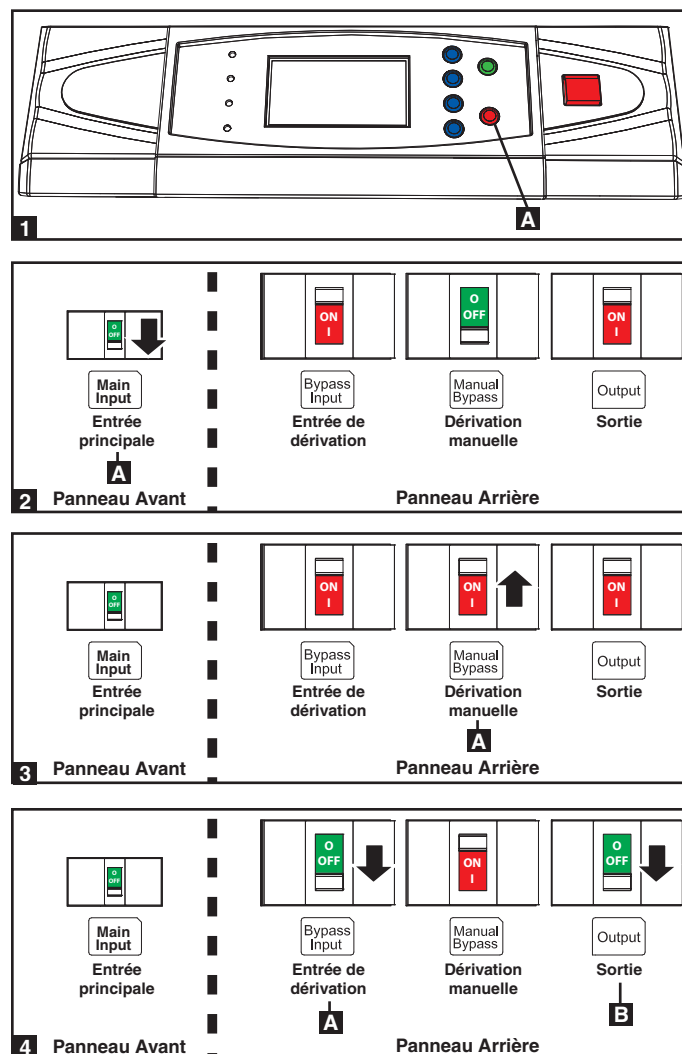 A
1
O
OFF
ON
I
O
OFF
ON
I
Main
Input
Bypass
Input
Manual
Bypass
Output
Entrée
principale
Entrée de
dérivation
Dérivation
manuelle
Sortie
A
2 Panneau Avant Panneau Arrière
O
OFF
ON
I
ON
I
ON
I
Main
Input
Bypass
Input
Manual
Bypass
Output
Entrée
principale
Entrée de
dérivation
Dérivation
manuelle
Sortie
A
3 Panneau Avant Panneau Arrière
O
OFF
O
OFF
ON
I
O
OFF
Main
Input
Bypass
Input
Manual
Bypass
Output
Entrée
principale
Entrée de
dérivation
Dérivation
manuelle
Sortie
A
B
4 Panneau Avant Panneau Arrière